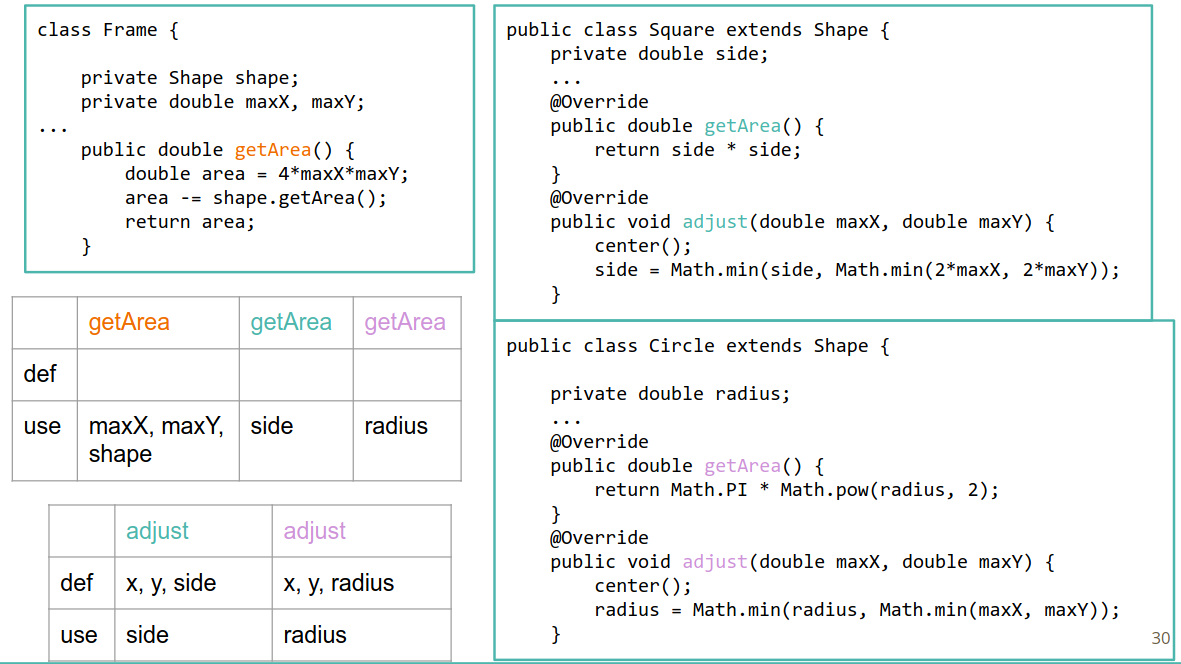 class Frame {
    private Shape shape;
    private double maxX, maxY;
...
    public double getArea() {
        double area = 4*maxX*maxY;
        area -= shape.getArea();
        return area;
    }
getArea getArea getArea
def
use maxX, maxY, side radius
shape
adjust adjust
def x, y, side x, y, radius
use side radius
public class Square extends Shape {
    private double side;
    ...
    @Override
    public double getArea() {
        return side * side;
    }
    @Override
    public void adjust(double maxX, double maxY) {
        center();
        side = Math.min(side, Math.min(2*maxX, 2*maxY));
    }
public class Circle extends Shape {
    private double radius;
    ...
    @Override
    public double getArea() {
        return Math.PI * Math.pow(radius, 2);
    }
    @Override
    public void adjust(double maxX, double maxY) {
        center();
        radius = Math.min(radius, Math.min(maxX, maxY));
    }
30